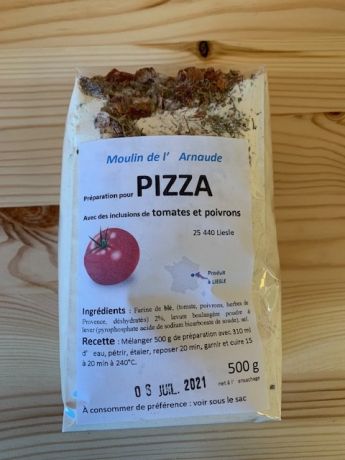 Moulin de l' Arnaude
Préparation pour PIZZA
Avec des inclusions de tomates et poivrons
25 440 Liesle
Produit
à LIESLE
Ingrédients : Farine de blé, (tomate, poivrons, herbes de
Provence, déshydratés) 2%, levure boulangère poudre à
lever (pyrophosphate acide de sodium bicarbonate de soude), sel.
Recette : Mélanger 500 g de préparation avec 310 ml
d' eau, pétrir, étaler, reposer 20 min, garnir et cuire 15
à 20 min à 240°C.
500 g
net à l'
JUIL. 2021
À consommer de préférence : voir sous le sac